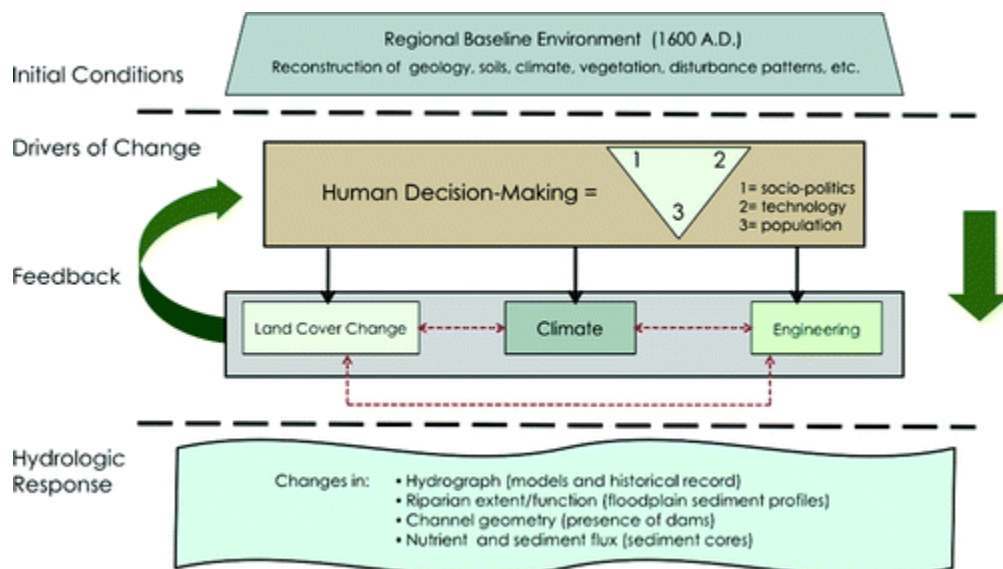 Initial Conditions
Regional Baseline Environment (1600 A.D.)
Reconstruction of geology, soils, climate, vegetation, disturbance patterns, etc.
Drivers of Change
Human Decision-Making =
1
2
3
1= socio-politics
2= technology
3= population
Feedback
Land Cover Change
Climate
Engineering
Hydrologic
Response
Changes in:
• Hydrograph (models and historical record)
• Riparian extent/function (floodplain sediment profiles)
• Channel geometry (presence of dams)
• Nutrient and sediment flux (sediment cores)